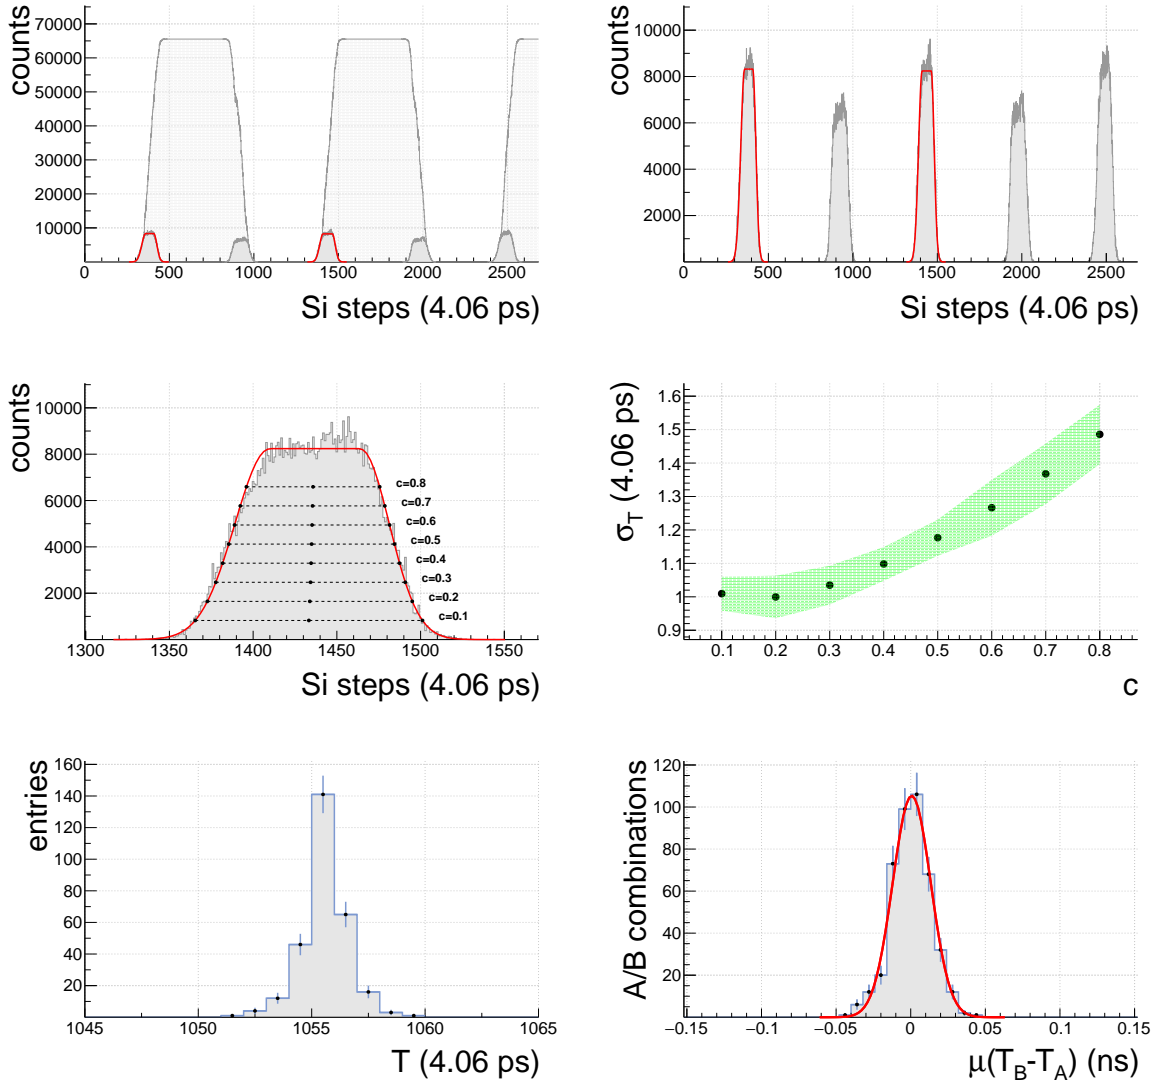 counts
70000
60000
50000
40000
30000
20000
10000
0 500 1000 1500 2000 2500
Si steps (4.06 ps)
counts
10000
8000
6000
4000
2000
0 500 1000 1500 2000 2500
Si steps (4.06 ps)
counts
10000
8000
6000
4000
2000
c=0.8
c=0.7
c=0.6
c=0.5
c=0.4
c=0.3
c=0.2
c=0.1
1300 1350 1400 1450 1500 1550
Si steps (4.06 ps)
σT (4.06 ps)
1.6
1.5
1.4
1.3
1.2
1.1
1
0.9
0.1 0.2 0.3 0.4 0.5 0.6 0.7 0.8
c
entries
160
140
120
100
80
60
40
20
1045 1050 1055 1060 1065
T (4.06 ps)
A/B combinations
120
100
80
60
40
20
−0.15 −0.1 −0.05 0 0.05 0.1 0.15
μ(TB-TA) (ns)